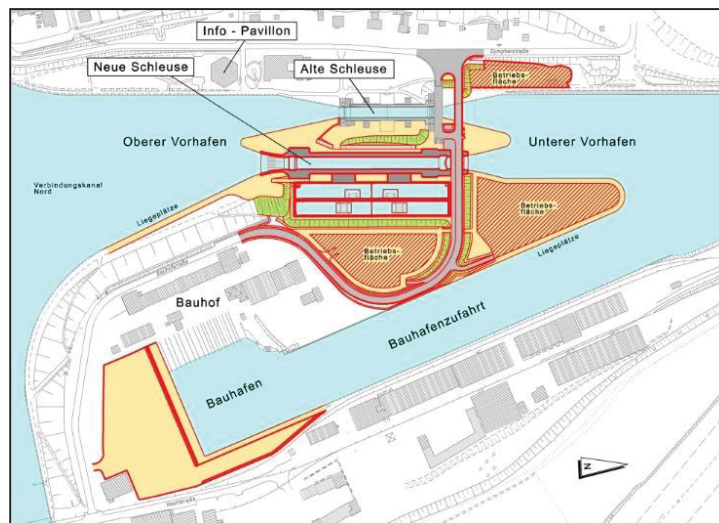 Info - Pavillon
Sympherstraße
Neue Schleuse
Alte Schleuse
Betriebs-
fläche
Oberer Vorhafen
Unterer Vorhafen
Verbindungskanal
Nord
Liegeplätze
Betriebs-
fläche
Betriebs-
fläche
Liegeplätze
Bauhof
Bauhafenzufahrt
Bauhafen
N